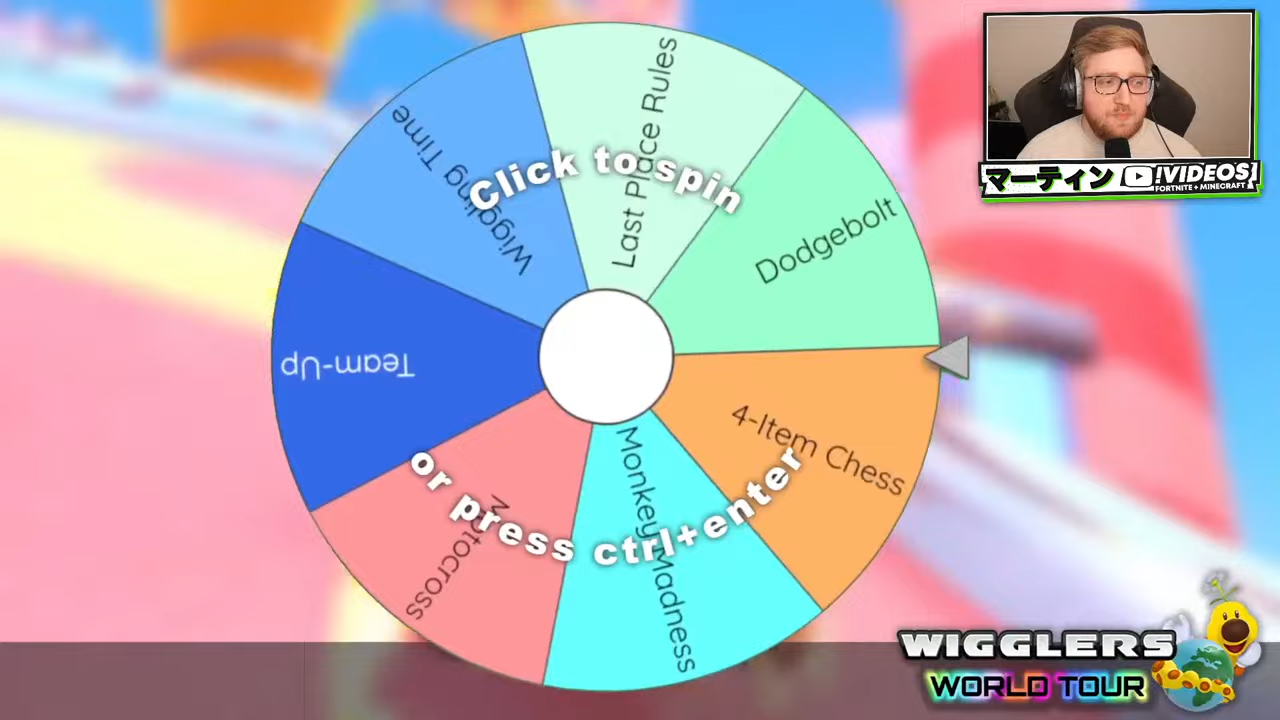 Wiggling Time
Last Place Rules
Dodgebolt
Team-Up
4-Item Chess
Motocross
Monkey Madness
Click to spin
or press ctrl+enter
マーティン
!VIDEOS
FORTNITE + MINECRAFT
WIGGLERS
WORLD TOUR